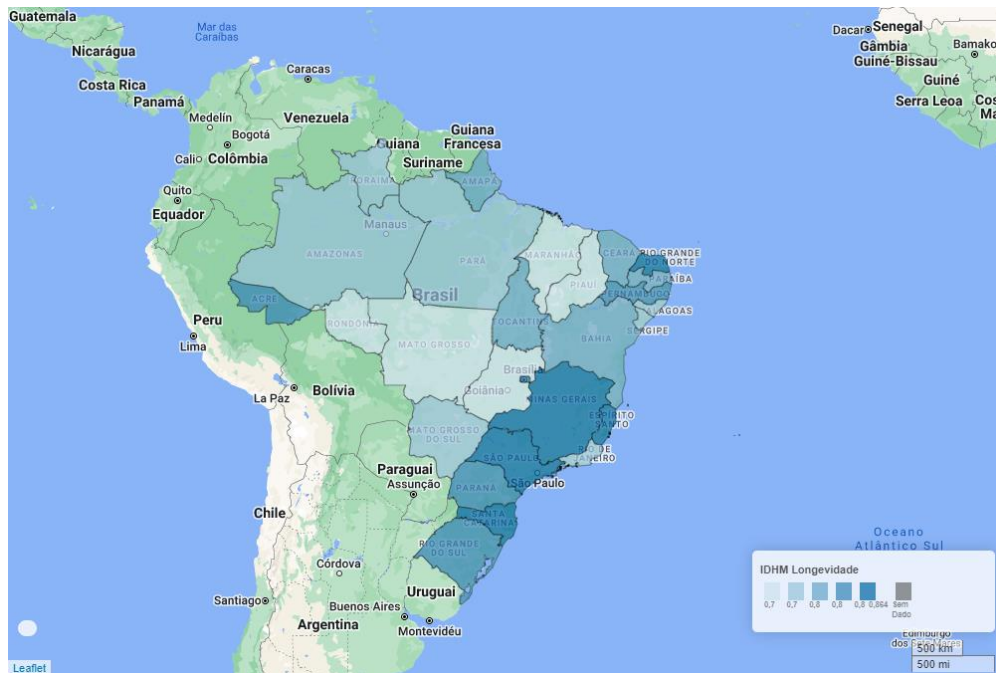 Guatemala
Mar das
Caraíbas
Nicarágua
Costa Rica
Panamá
Caracas
Medelín
Bogotá
Cali
Colômbia
Venezuela
Guiana
Suriname
Guiana
Francesa
Dacar
Senegal
Gâmbia
Guiné-Bissau
Bamako
Guiné
Serra Leoa
Quito
Equador
RORAIMA
AMAPÁ
Manaus
AMAZONAS
PARÁ
MARANHÃO
PIAUÍ
CEARÁ
RIO GRANDE
DO NORTE
PARAÍBA
PERNAMBUCO
ALAGOAS
SERGIPE
Brasil
ACRE
RONDÔNIA
TOCANTINS
BAHIA
MATO GROSSO
Peru
Lima
Brasília
Goiânia
MINAS GERAIS
Bolívia
La Paz
ESPÍRITO
SANTO
MATO GROSSO
DO SUL
RIO DE
JANEIRO
SÃO PAULO
São Paulo
Paraguai
Assunção
PARANÁ
Chile
SANTA
CATARINA
RIO GRANDE
DO SUL
Córdova
Uruguai
Santiago
Buenos Aires
Montevidéu
Argentina
Oceano
Atlântico Sul
IDHM Longevidade
0,7 0,7 0,8 0,8 0,8 0,864 Sem
Dado
500 km
500 mi
Leaflet